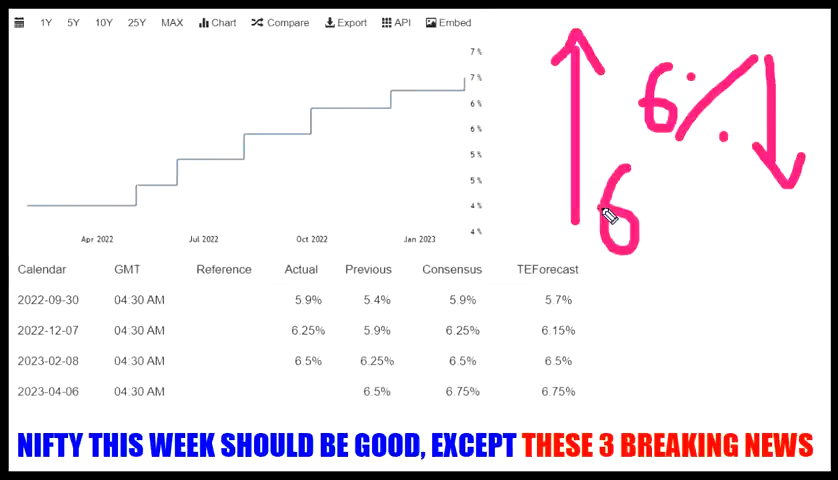 1Y 5Y 10Y 25Y MAX Chart Compare Export API Embed
7 %
7 %
6 %
6 %
5 %
5 %
4 %
4 %
Apr 2022 Jul 2022 Oct 2022 Jan 2023
6%
6
Calendar GMT Reference Actual Previous Consensus TEForecast
2022-09-30 04:30 AM 5.9% 5.4% 5.9% 5.7%
2022-12-07 04:30 AM 6.25% 5.9% 6.25% 6.15%
2023-02-08 04:30 AM 6.5% 6.25% 6.5% 6.5%
2023-04-06 04:30 AM 6.5% 6.75% 6.75%
NIFTY THIS WEEK SHOULD BE GOOD, EXCEPT THESE 3 BREAKING NEWS